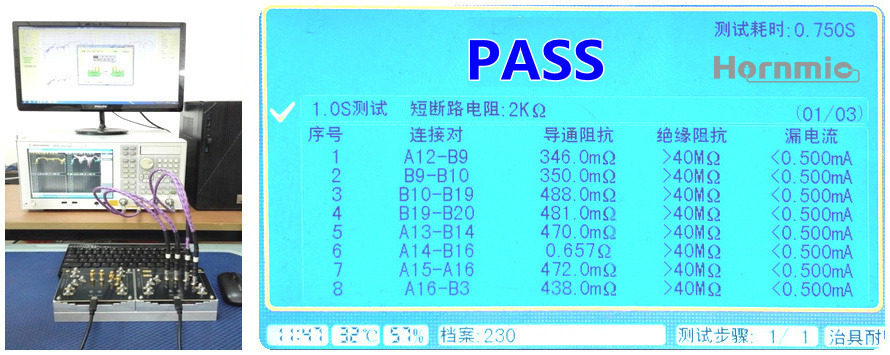 测试耗时:0.750S
PASS
Hornmic
1.OS测试 短断路电阻:2KΩ (01/03)
序号 连接对 导通阻抗 绝缘阻抗 漏电流
1 A12-B9 346.0mΩ >40MΩ <0.500mA
2 B9-B10 350.0mΩ >40MΩ <0.500mA
3 B10-B19 488.0mΩ >40MΩ <0.500mA
4 B19-B20 481.0mΩ >40MΩ <0.500mA
5 A13-B14 470.0mΩ >40MΩ <0.500mA
6 A14-B16 0.657Ω >40MΩ <0.500mA
7 A15-A16 472.0mΩ >40MΩ <0.500mA
8 A16-B3 438.0mΩ >40MΩ <0.500mA
11:47 32℃ 57% 档案:230 测试步骤: 1/ 1 治具耐